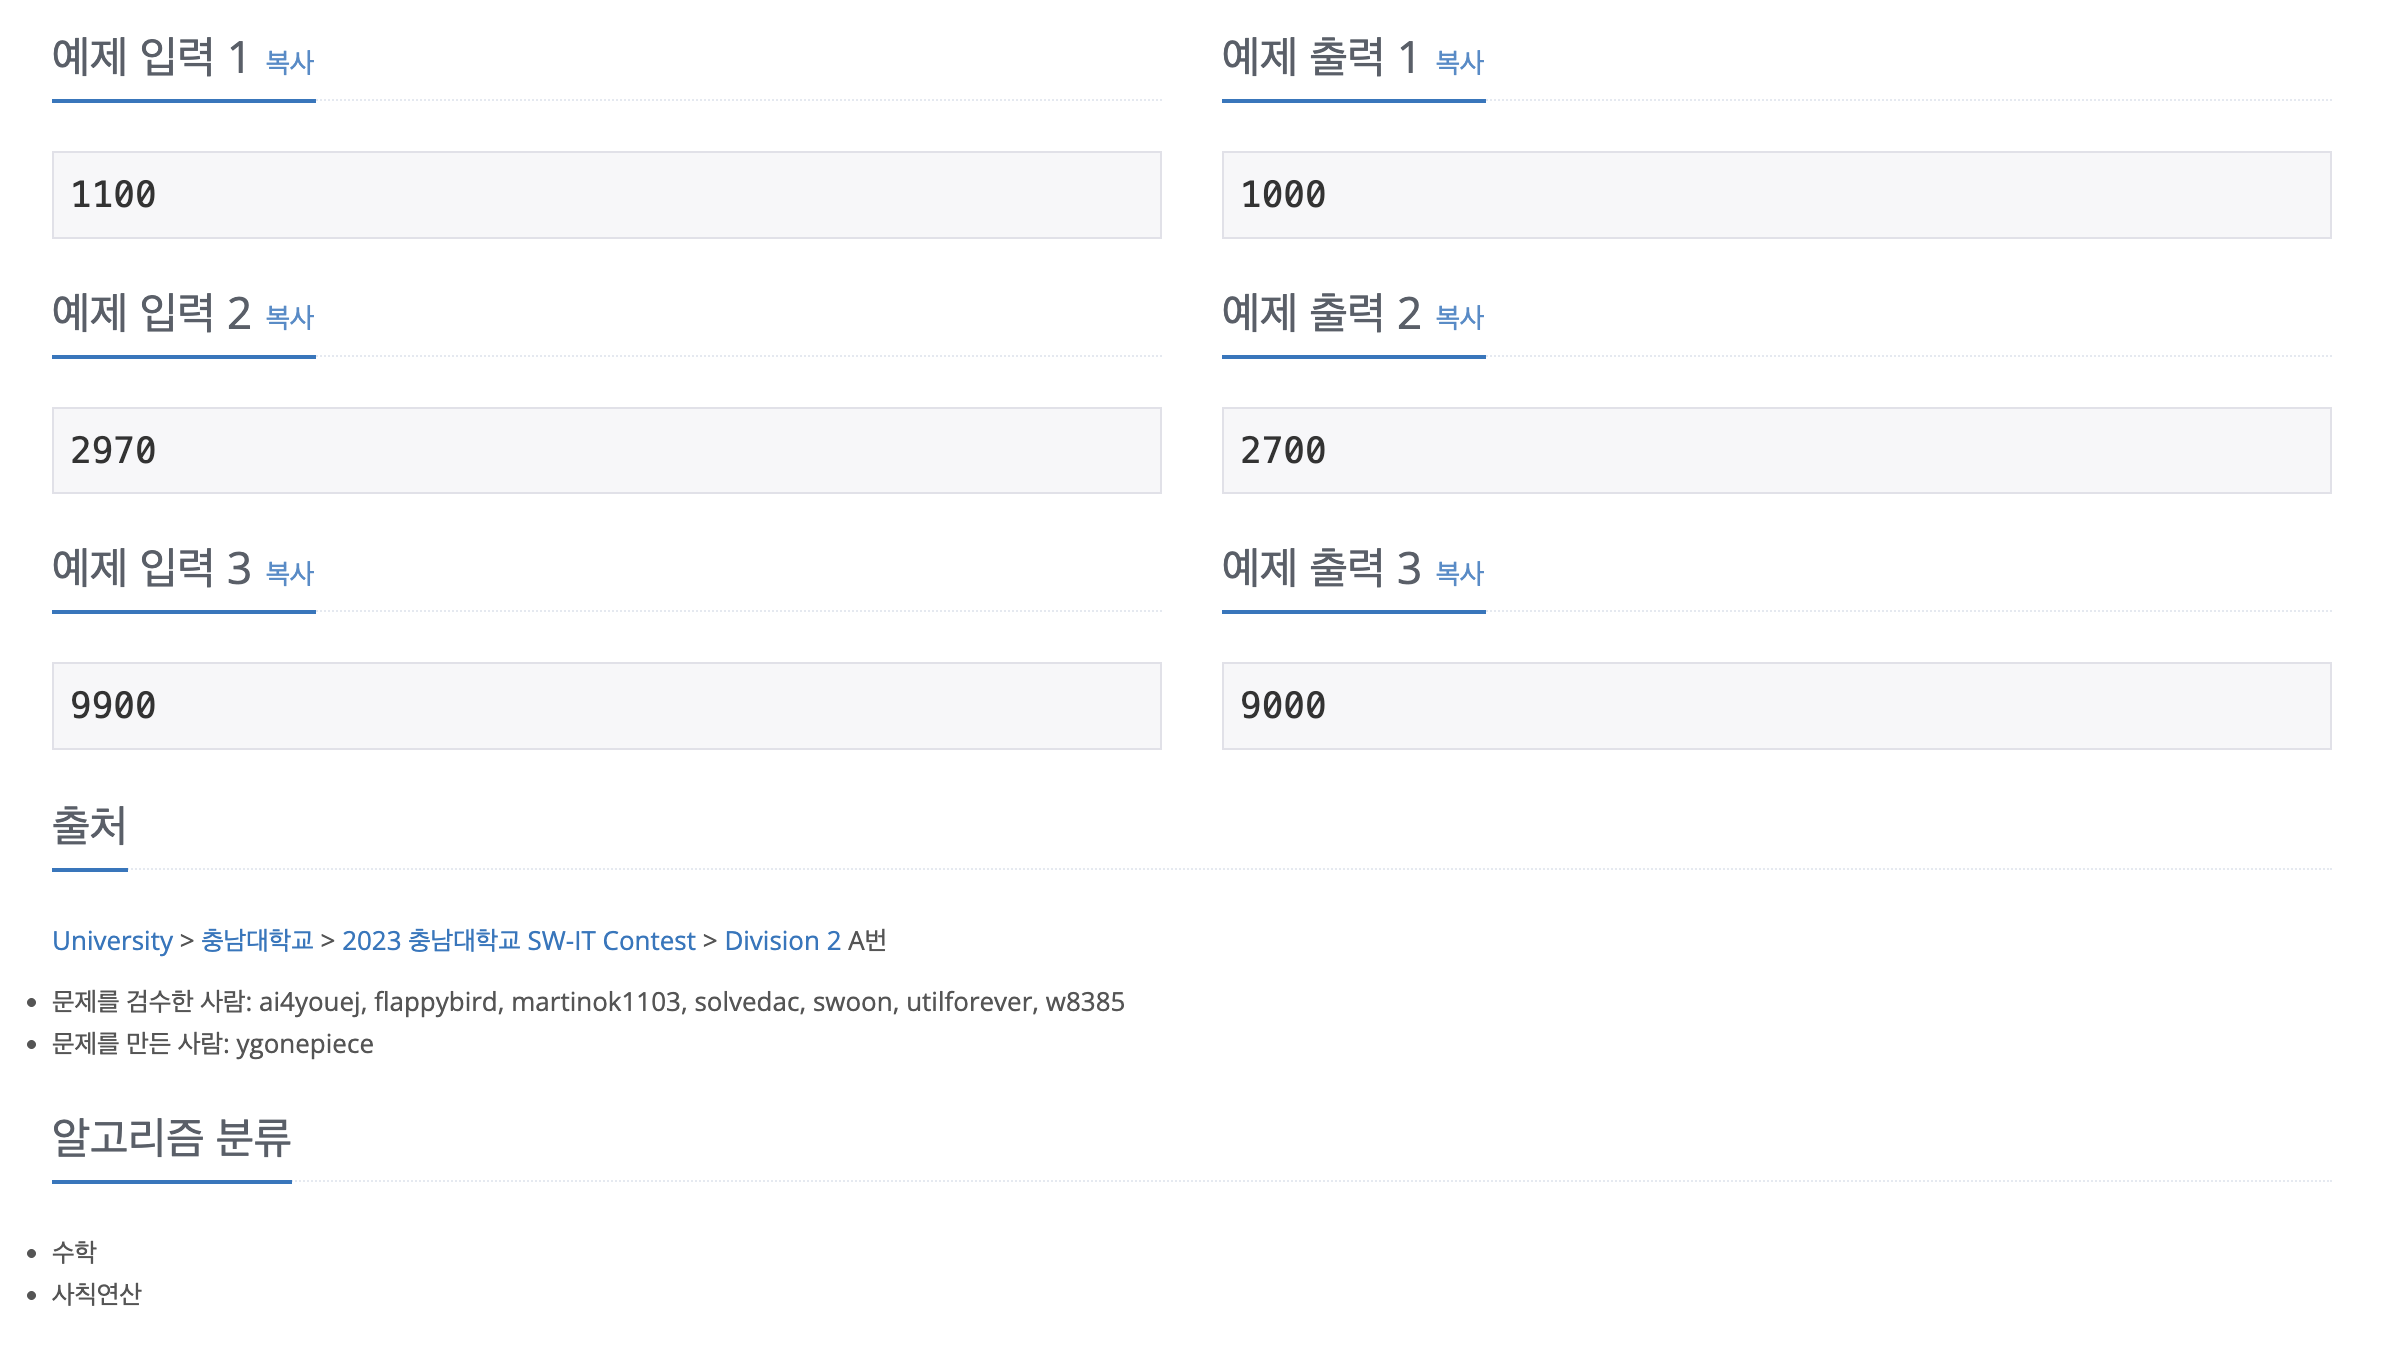 예제 입력 1 복사
1100
예제 출력 1 복사
1000
예제 입력 2 복사
2970
예제 출력 2 복사
2700
예제 입력 3 복사
9900
예제 출력 3 복사
9000
출처
University > 충남대학교 > 2023 충남대학교 SW-IT Contest > Division 2 A번
• 문제를 검수한 사람: ai4youej, flappybird, martinok1103, solvedac, swoon, utilforever, w8385
• 문제를 만든 사람: ygonepiece
알고리즘 분류
• 수학
• 사칙연산